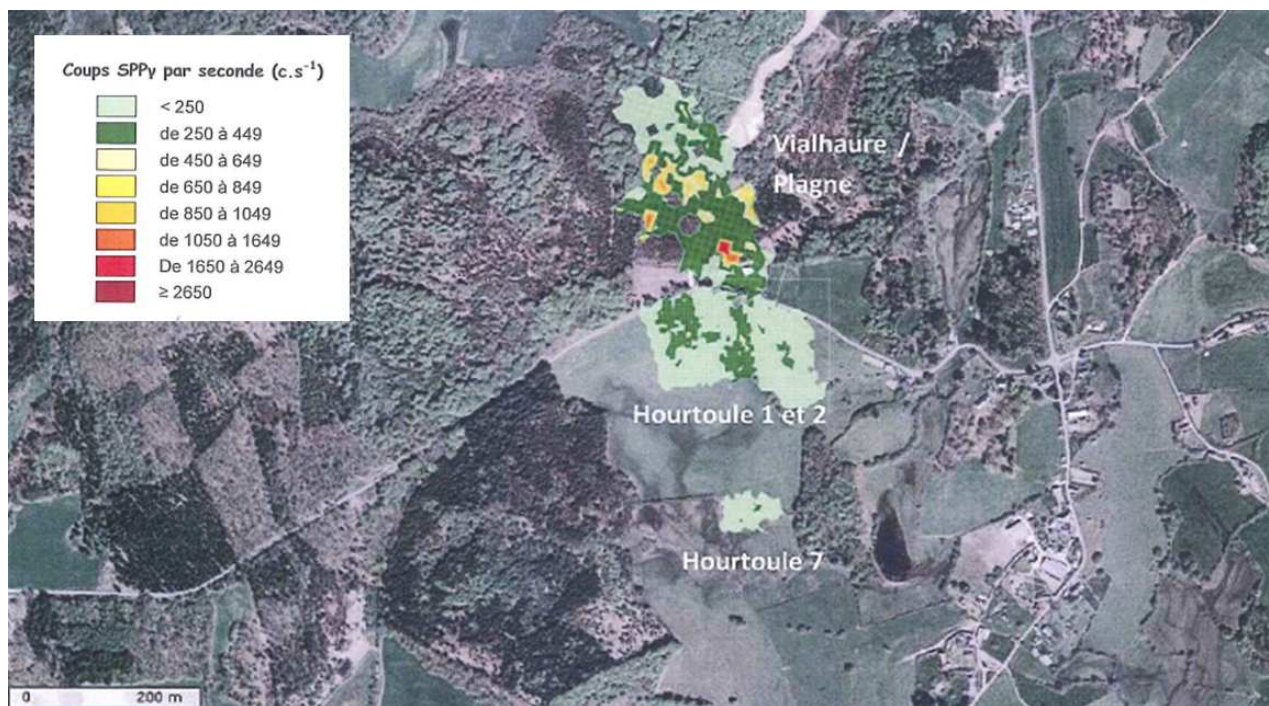 Coups SPPγ par seconde (c.s⁻¹)
< 250
de 250 à 449
de 450 à 649
de 650 à 849
de 850 à 1049
de 1050 à 1649
De 1650 à 2649
≥ 2650
Vialhaure /
Plagne
Hourtoule 1 et 2
Hourtoule 7
0 200 m